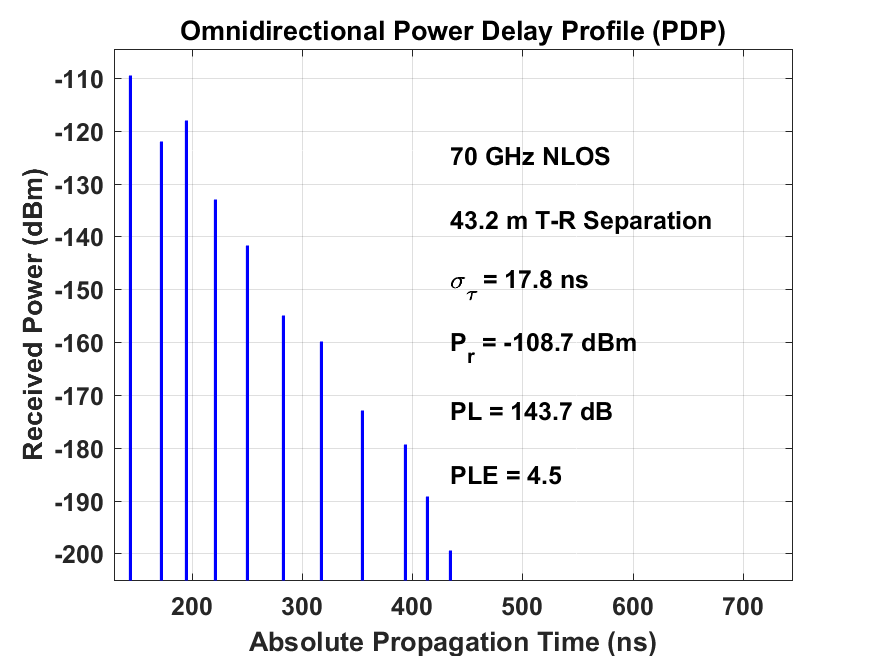 Omnidirectional Power Delay Profile (PDP)
-110
-120
-130
-140
-150
-160
-170
-180
-190
-200
Received Power (dBm)
70 GHz NLOS
43.2 m T-R Separation
σ_τ = 17.8 ns
P_r = -108.7 dBm
PL = 143.7 dB
PLE = 4.5
200 300 400 500 600 700
Absolute Propagation Time (ns)